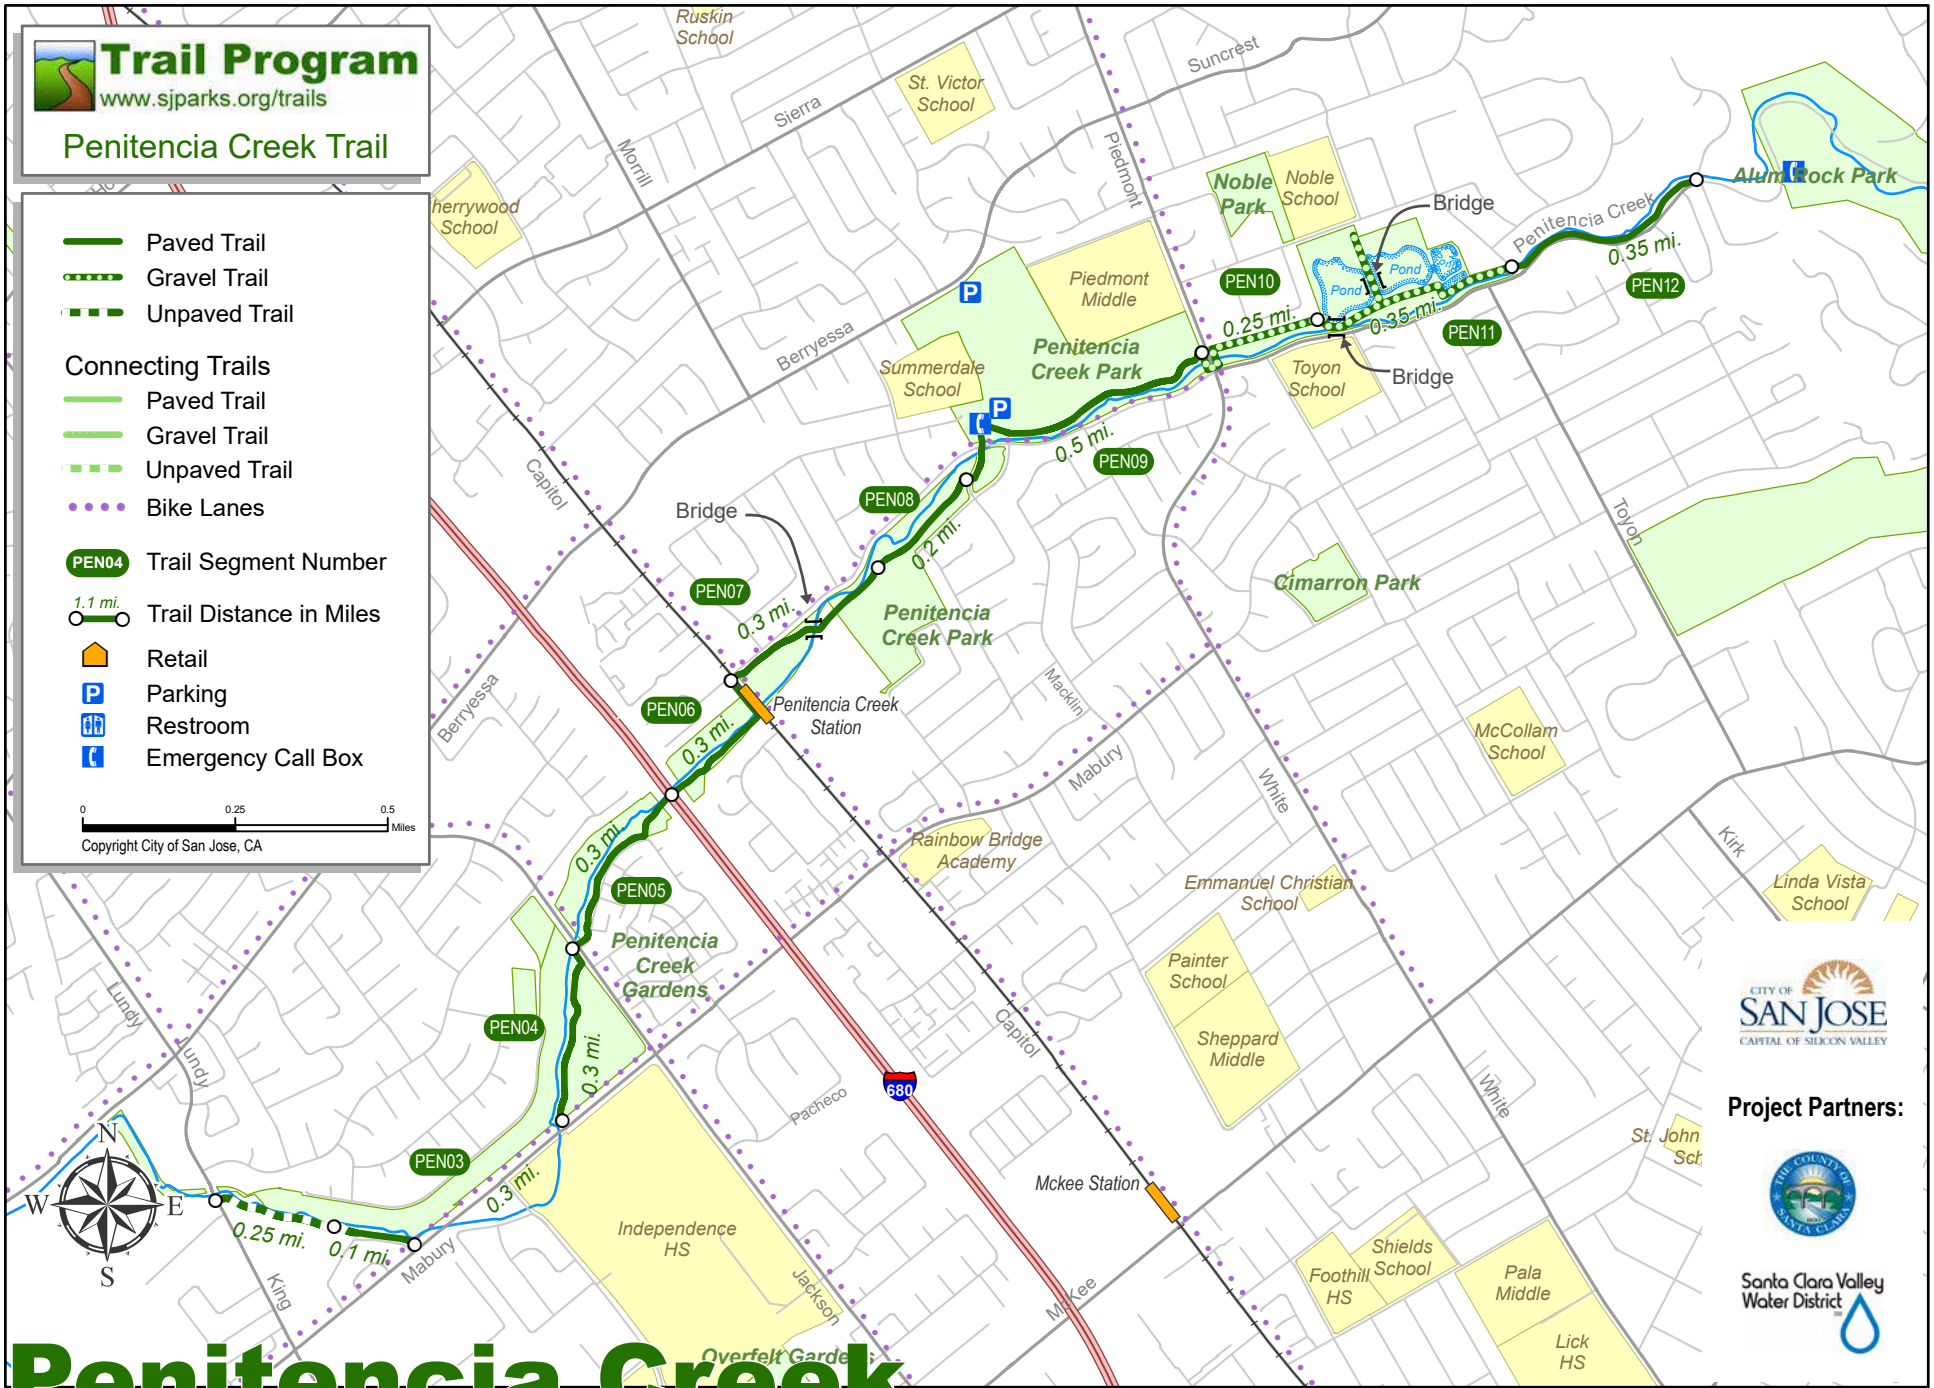 Trail Program
www.sjparks.org/trails
Penitencia Creek Trail
Paved Trail
Gravel Trail
Unpaved Trail
Connecting Trails
Paved Trail
Gravel Trail
Unpaved Trail
Bike Lanes
PEN04 Trail Segment Number
1.1 mi. Trail Distance in Miles
Retail
P Parking
Restroom
Emergency Call Box
0 0.25 0.5
Miles
Copyright City of San Jose, CA
Ruskin
School
St. Victor
School
Suncrest
Sierra
Morrill
Piedmont
herrywood
School
Noble
Park
Noble
School
Bridge
Penitencia Creek
Alum Rock Park
0.35 mi.
PEN12
PEN10
Pond
Pond
0.25 mi.
0.35 mi.
PEN11
Bridge
Toyon
School
P
Piedmont
Middle
Berryessa
Penitencia
Creek Park
Summerdale
School
P
0.5 mi.
PEN09
Capitol
PEN08
Bridge
0.2 mi.
Toyon
PEN07
0.3 mi.
Cimarron Park
Penitencia
Creek Park
Macklin
Berryessa
PEN06
0.3 mi.
Penitencia Creek
Station
McCollam
School
Mabury
White
0.3 mi.
Rainbow Bridge
Academy
Kirk
PEN05
Emmanuel Christian
School
Linda Vista
School
Penitencia
Creek
Gardens
Painter
School
Lundy
Lundy
PEN04
0.3 mi.
Capitol
Sheppard
Middle
680
Pacheco
White
PEN03
0.3 mi.
Mckee Station
St. John
Sch
N
W E
S
0.25 mi.
0.1 mi.
Mabury
King
Independence
HS
Jackson
McKee
Foothill
HS
Shields
School
Pala
Middle
Lick
HS
Overfelt Gardens
Penitencia Creek
CITY OF
SAN JOSE
CAPITAL OF SILICON VALLEY
Project Partners:
THE COUNTY OF
SANTA CLARA
Santa Clara Valley
Water District